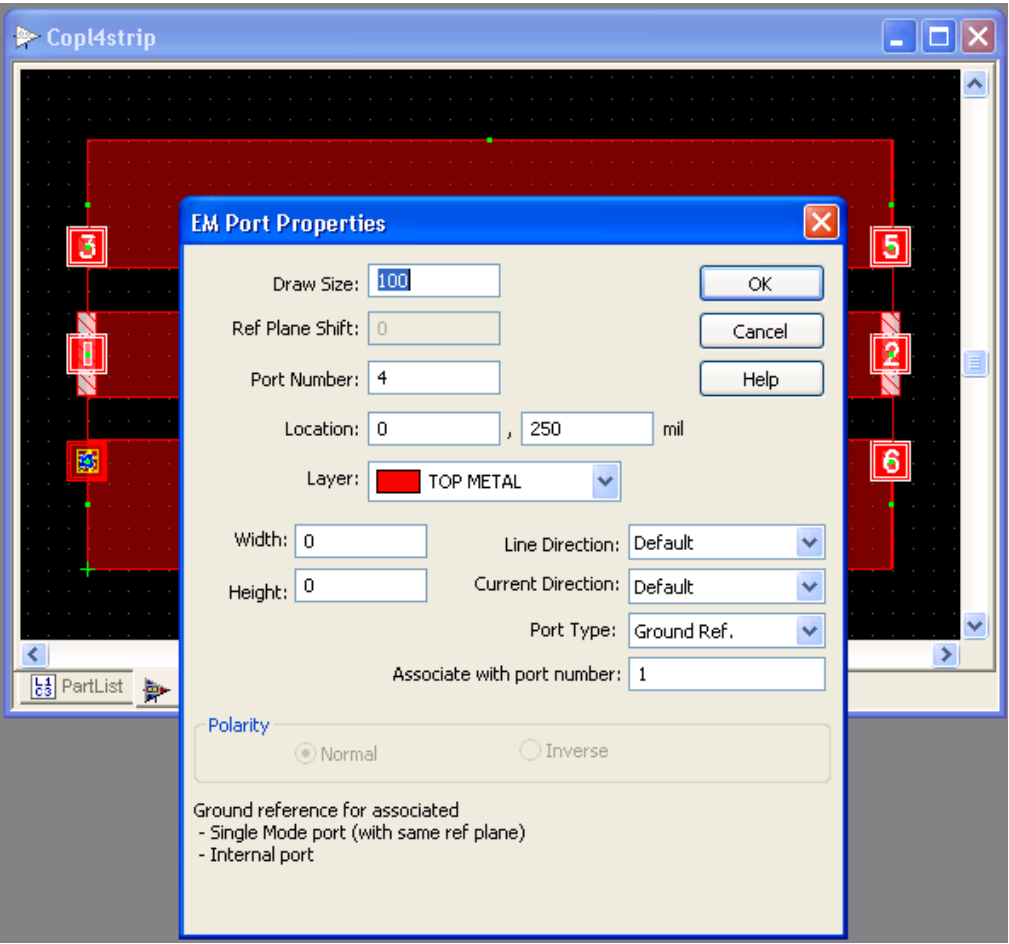 Copl4strip
EM Port Properties
3
5
Draw Size: 100
OK
Ref Plane Shift: 0
Cancel
1
2
Port Number: 4
Help
Location: 0 , 250 mil
6
Layer: TOP METAL
Width: 0
Line Direction: Default
Height: 0
Current Direction: Default
Port Type: Ground Ref.
PartList
Associate with port number: 1
Polarity
Normal
Inverse
Ground reference for associated
- Single Mode port (with same ref plane)
- Internal port